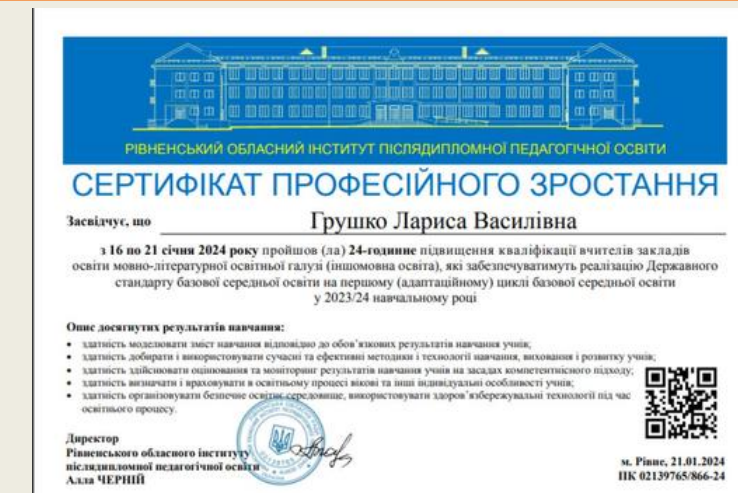 РІВНЕНСЬКИЙ ОБЛАСНИЙ ІНСТИТУТ ПІСЛЯДИПЛОМНОЇ ПЕДАГОГІЧНОЇ ОСВІТИ
СЕРТИФІКАТ ПРОФЕСІЙНОГО ЗРОСТАННЯ
Засвідчує, що Грушко Лариса Василівна
з 16 по 21 січня 2024 року пройшов (ла) 24-годинне підвищення кваліфікації вчителів закладів
освіти мовно-літературної освітньої галузі (іншомовна освіта), які забезпечуватимуть реалізацію Державного
стандарту базової середньої освіти на першому (адаптаційному) циклі базової середньої освіти
у 2023/24 навчальному році
Опис досягнутих результатів навчання:
• здатність моделювати зміст навчання відповідно до обов’язкових результатів навчання учнів;
• здатність добирати і використовувати сучасні та ефективні методики і технології навчання, виховання і розвитку учнів;
• здатність здійснювати оцінювання та моніторинг результатів навчання учнів на засадах компетентнісного підходу;
• здатність визначати і враховувати в освітньому процесі вікові та інші індивідуальні особливості учнів;
• здатність організовувати безпечне освітнє середовище, використовувати здоров’язбережувальні технології під час
освітнього процесу.
Директор
Рівненського обласного інституту
післядипломної педагогічної освіти
Алла ЧЕРНІЙ
м. Рівне, 21.01.2024
ПК 02139765/866-24